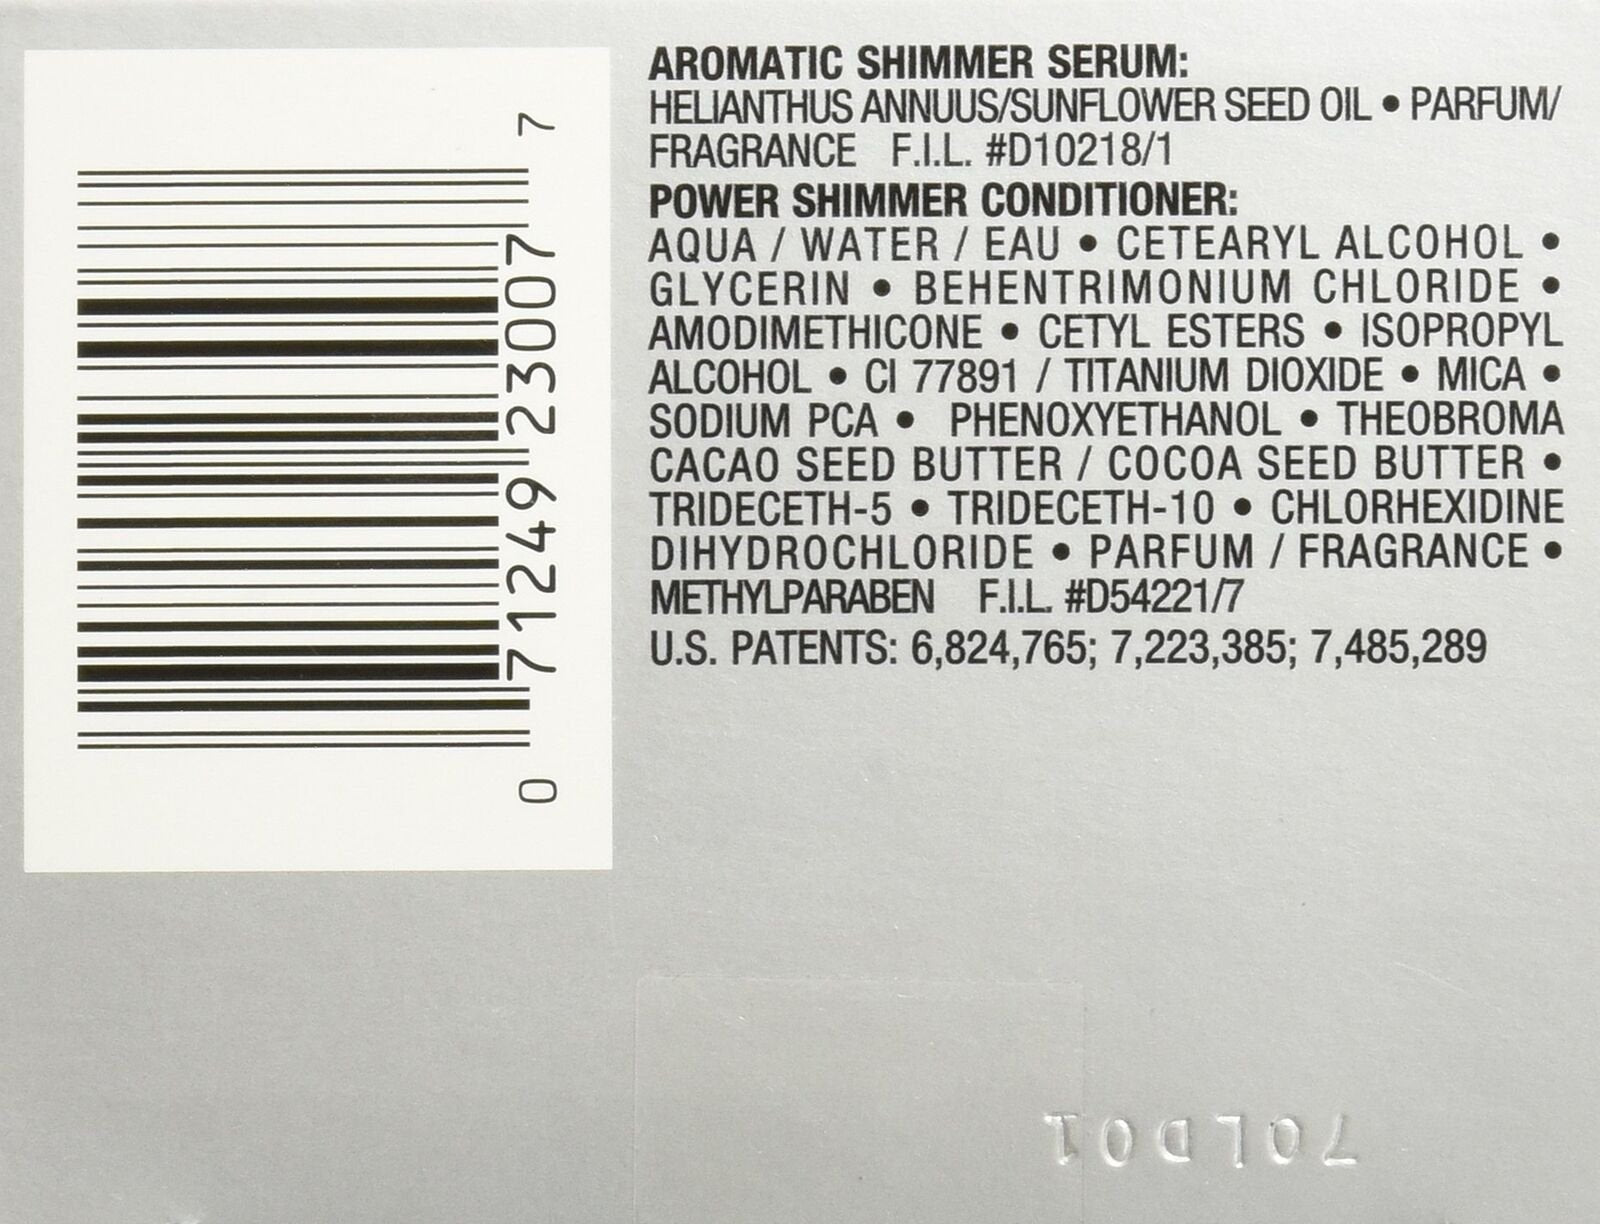 AROMATIC SHIMMER SERUM:
HELIANTHUS ANNUUS/SUNFLOWER SEED OIL • PARFUM/
FRAGRANCE F.I.L. #D10218/1
POWER SHIMMER CONDITIONER:
AQUA / WATER / EAU • CETEARYL ALCOHOL •
GLYCERIN • BEHENTRIMONIUM CHLORIDE •
AMODIMETHICONE • CETYL ESTERS • ISOPROPYL
ALCOHOL • CI 77891 / TITANIUM DIOXIDE • MICA •
SODIUM PCA • PHENOXYETHANOL • THEOBROMA
CACAO SEED BUTTER / COCOA SEED BUTTER •
TRIDECETH-5 • TRIDECETH-10 • CHLORHEXIDINE
DIHYDROCHLORIDE • PARFUM / FRAGRANCE •
METHYLPARABEN F.I.L. #D54221/7
U.S. PATENTS: 6,824,765; 7,223,385; 7,485,289
0 71249 23007 7
70LD01